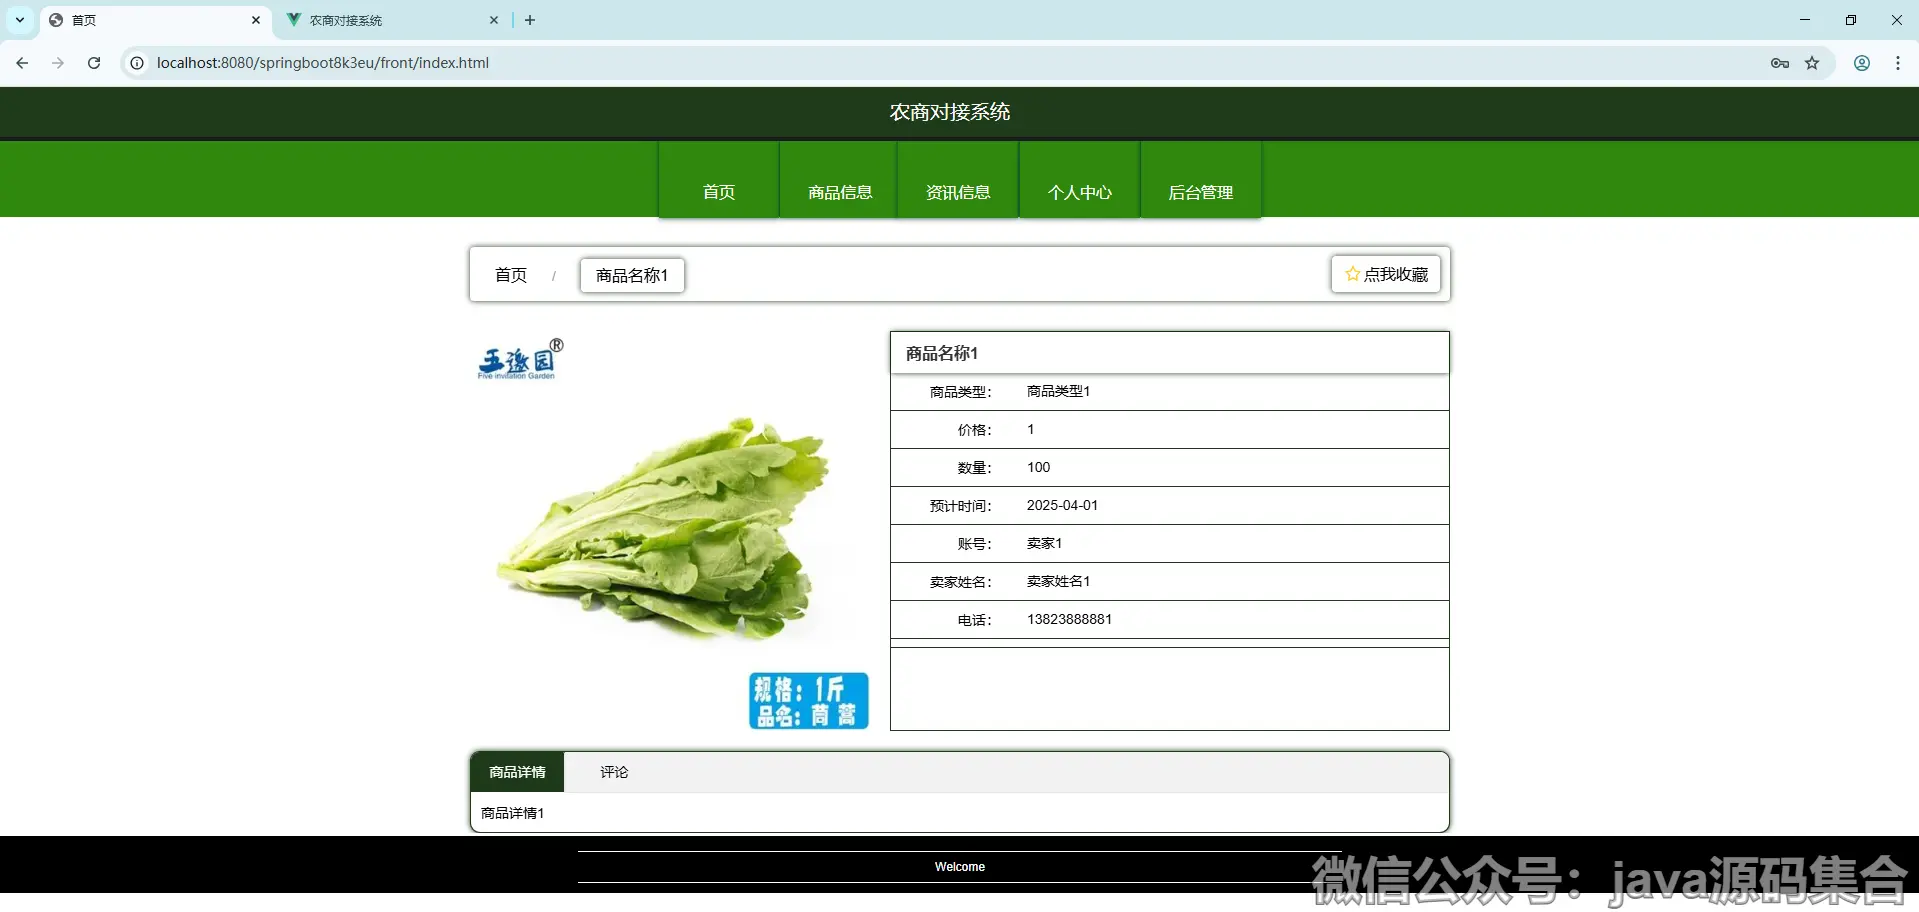 首页
农商对接系统
localhost:8080/springboot8k3eu/front/index.html
农商对接系统
首页
商品信息
资讯信息
个人中心
后台管理
首页 / 商品名称1
点我收藏
五邀园®
Five invitation Garden
规格：1斤
品名：茼蒿
商品名称1
商品类型： 商品类型1
价格： 1
数量： 100
预计时间： 2025-04-01
账号： 卖家1
卖家姓名： 卖家姓名1
电话： 13823888881
商品详情 评论
商品详情1
Welcome
微信公众号：java源码集合